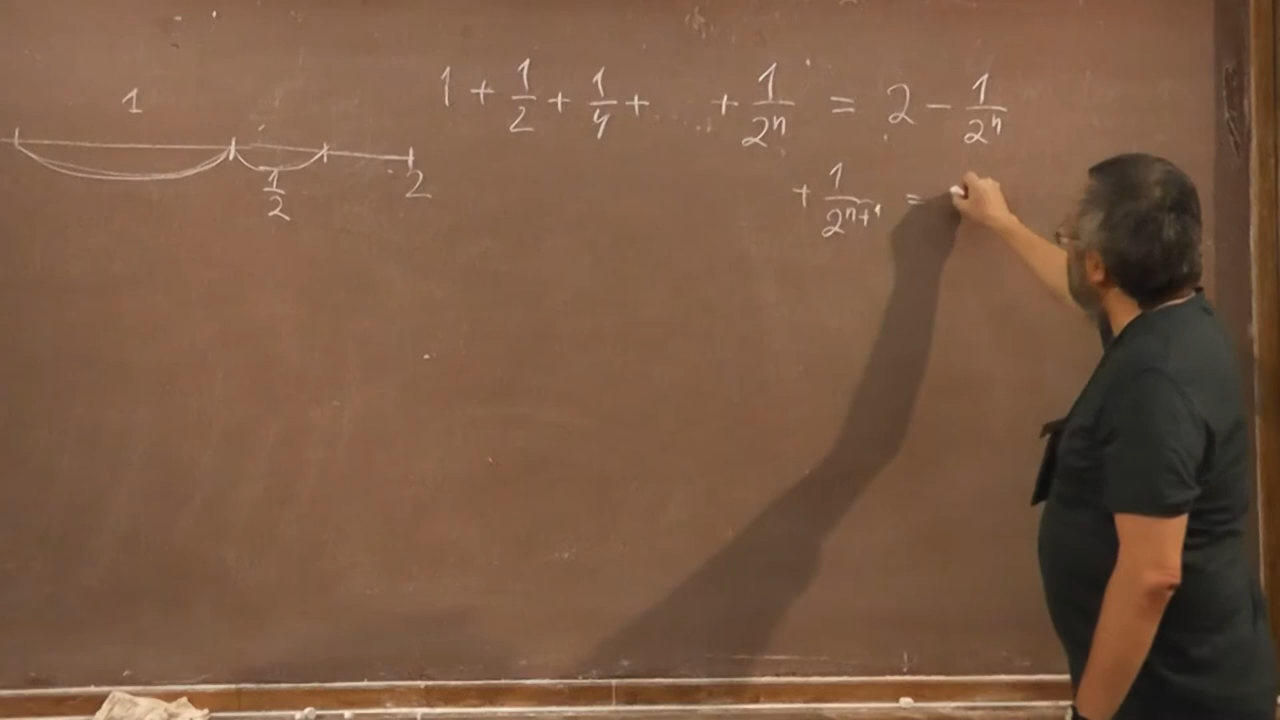 1
1/2
2
1 + 1/2 + 1/4 + ..... + 1/2^n = 2 - 1/2^n
+ 1/2^{n+1} =